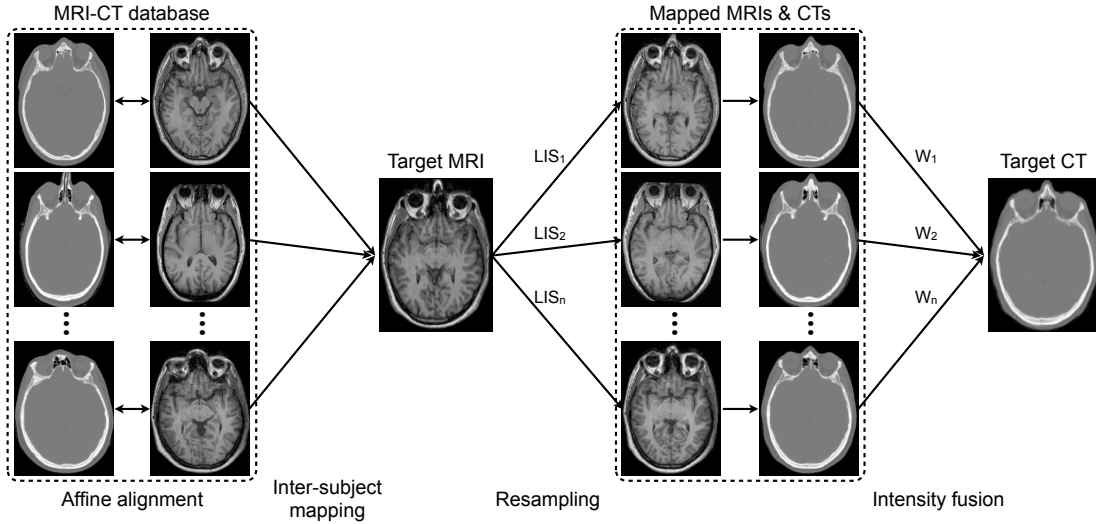 MRI-CT database
Mapped MRIs & CTs
Target MRI
LIS₁
LIS₂
LISₙ
W₁
W₂
Wₙ
Target CT
Affine alignment
Inter-subject
mapping
Resampling
Intensity fusion